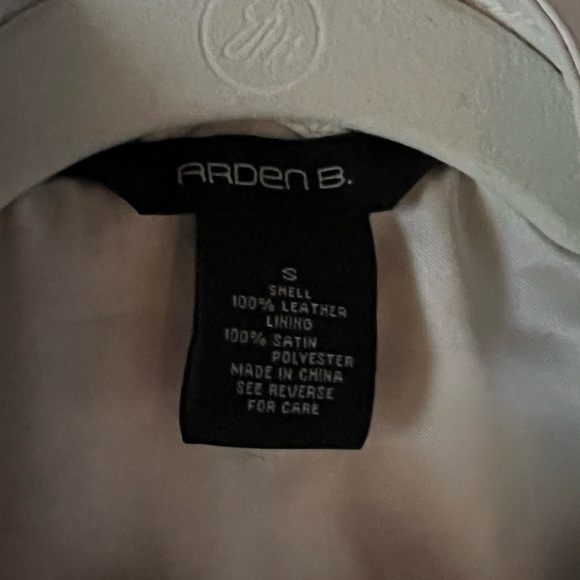 ARDEN B.
S
SHELL
100% LEATHER
LINING
100% SATIN
POLYESTER
MADE IN CHINA
SEE REVERSE
FOR CARE